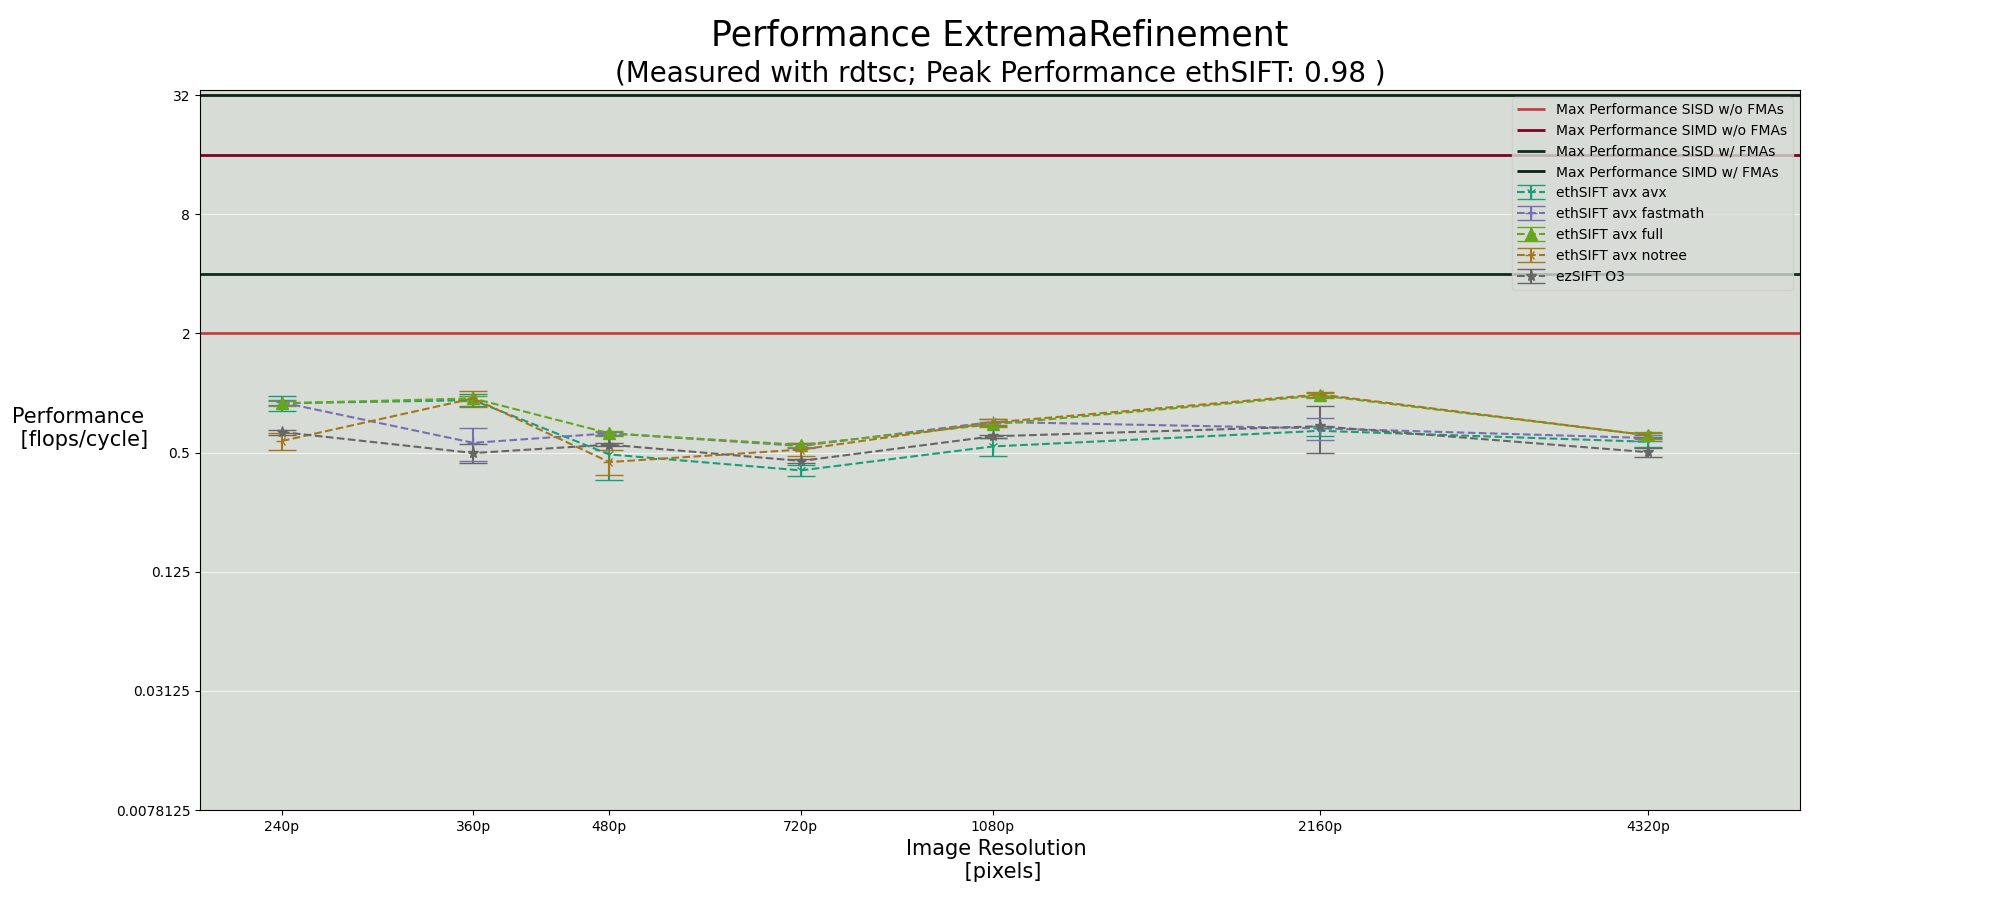 Performance ExtremaRefinement
(Measured with rdtsc; Peak Performance ethSIFT: 0.98 )
32
8
2
0.5
0.125
0.03125
0.0078125
Performance
[flops/cycle]
Max Performance SISD w/o FMAs
Max Performance SIMD w/o FMAs
Max Performance SISD w/ FMAs
Max Performance SIMD w/ FMAs
ethSIFT avx avx
ethSIFT avx fastmath
ethSIFT avx full
ethSIFT avx notree
ezSIFT O3
240p 360p 480p 720p 1080p 2160p 4320p
Image Resolution
[pixels]